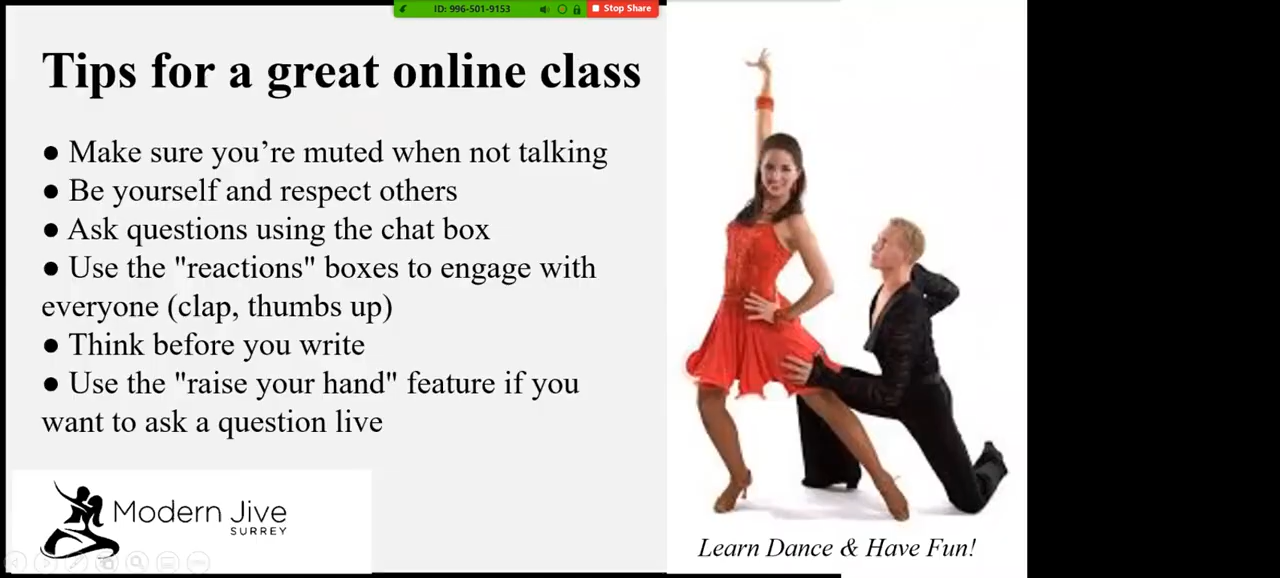 ID: 996-501-9153
Stop Share
Tips for a great online class
● Make sure you’re muted when not talking
● Be yourself and respect others
● Ask questions using the chat box
● Use the "reactions" boxes to engage with
everyone (clap, thumbs up)
● Think before you write
● Use the "raise your hand" feature if you
want to ask a question live
Modern Jive
SURREY
Learn Dance & Have Fun!